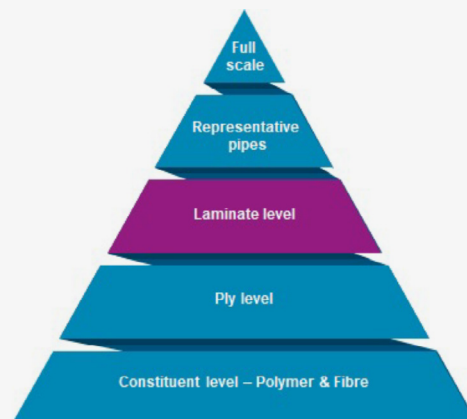 Full
scale
Representative
pipes
Laminate level
Ply level
Constituent level – Polymer & Fibre